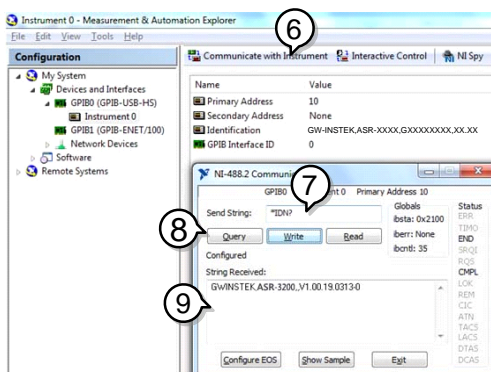 Instrument 0 - Measurement & Automation Explorer
File Edit View Tools Help
6
Configuration
Communicate with Instrument Interactive Control NI Spy
My System
Devices and Interfaces
GPIB0 (GPIB-USB-HS)
Instrument 0
GPIB1 (GPIB-ENET/100)
Network Devices
Software
Remote Systems
Name Value
Primary Address 10
Secondary Address None
Identification GW-INSTEK,ASR-XXXX,GXXXXXXXX,XX.XX
GPIB Interface ID 0
NI-488.2
7
GPIB0 Primary Address 10
Send String: *IDN?
8
Query Write Read
Configured
String Received:
9
GWINSTEK,ASR-3200,,V1.00.19.0313-0
Configure EOS Show Sample Exit
Globals
ibsta: 0x2100
iberr: None
ibcntl: 35
Status
ERR
TIMO
END
SRQI
RQS
CMPL
LOK
REM
CIC
ATN
TACS
LACS
DTAS
DCAS